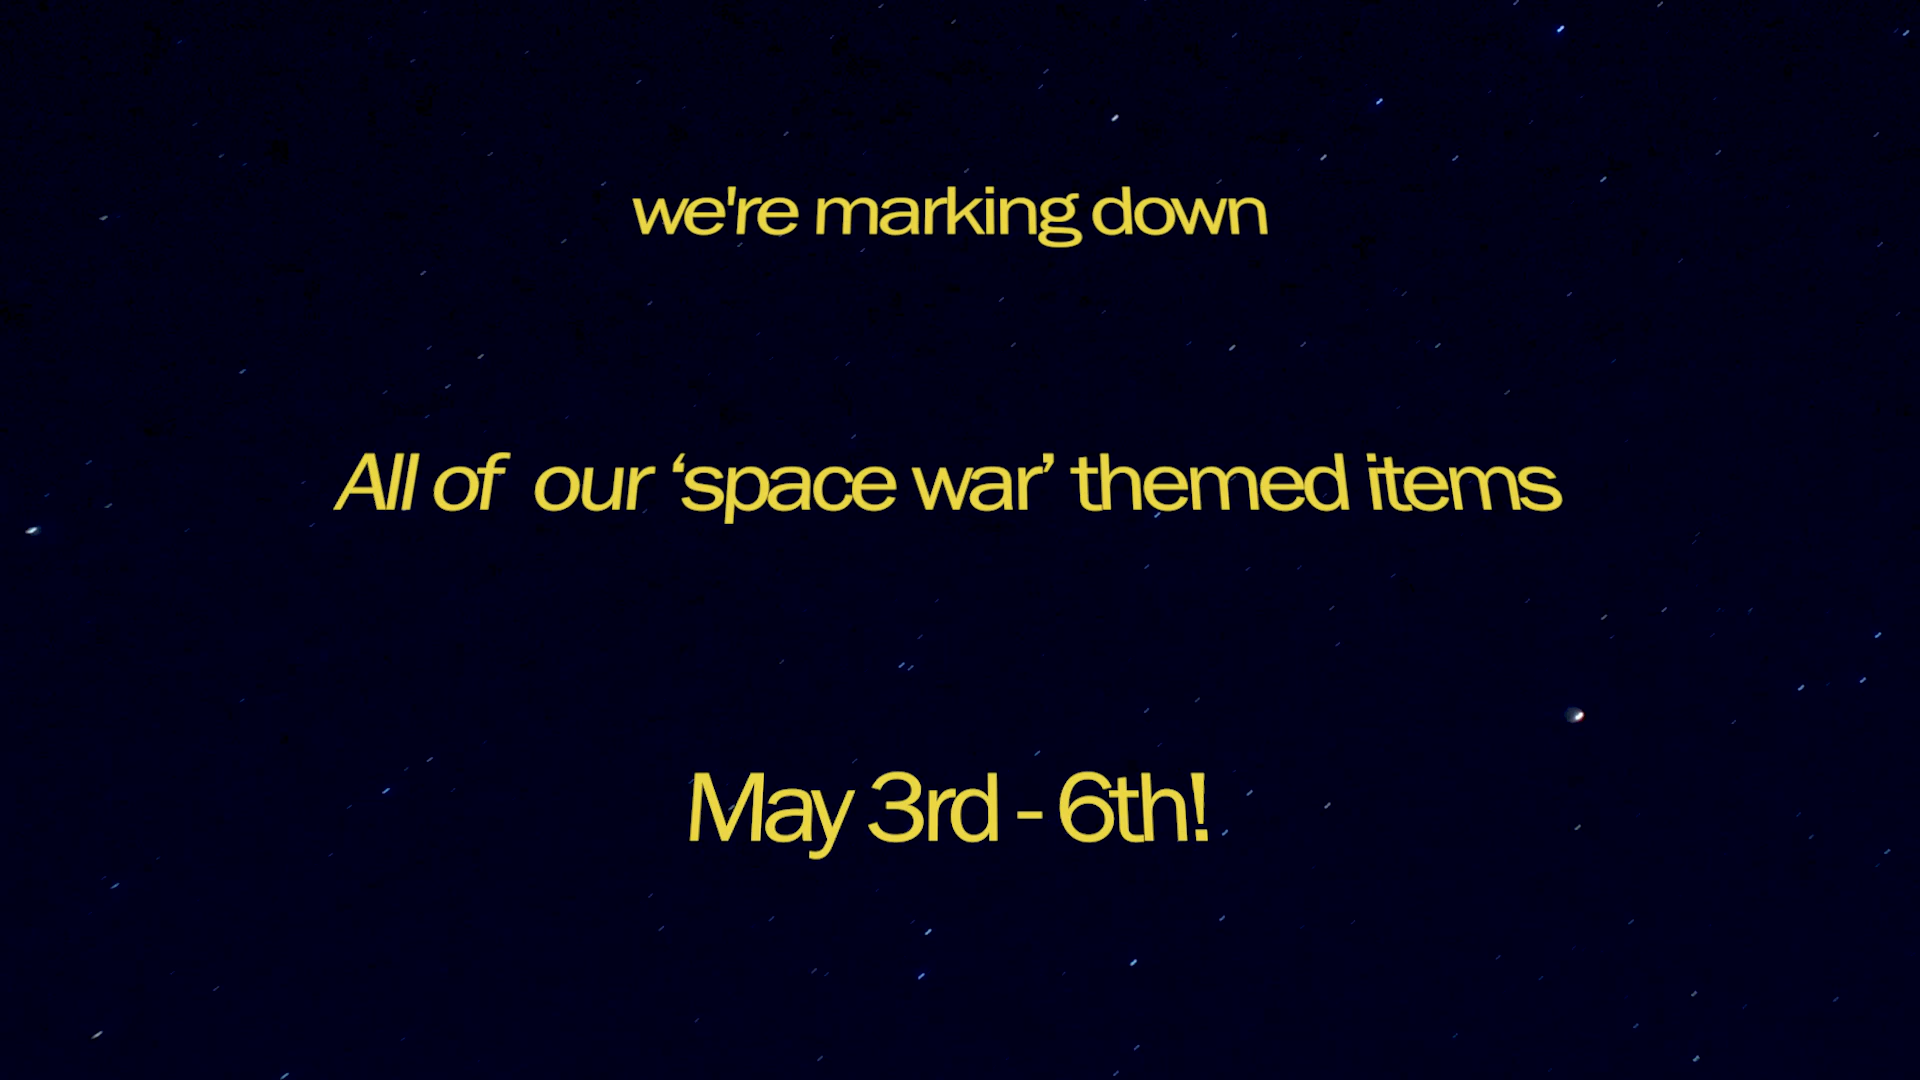 we're marking down
All of our ‘space war’ themed items
May 3rd - 6th!